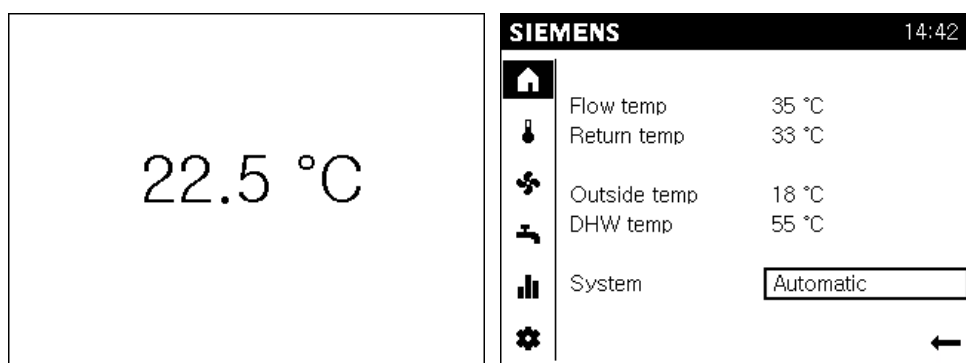 22.5 °C
SIEMENS 14:42
Flow temp 35 °C
Return temp 33 °C
Outside temp 18 °C
DHW temp 55 °C
System Automatic